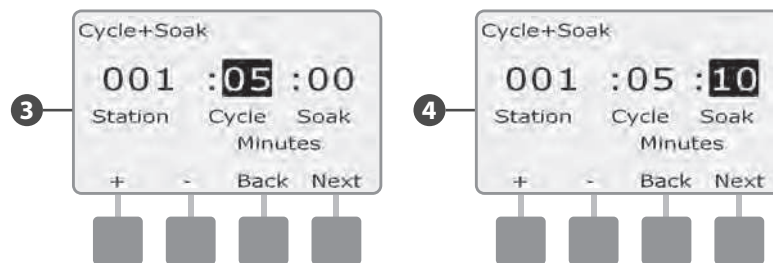 3
Cycle+Soak
001 :05 :00
Station Cycle Soak
Minutes
+ - Back Next
4
Cycle+Soak
001 :05 :10
Station Cycle Soak
Minutes
+ - Back Next